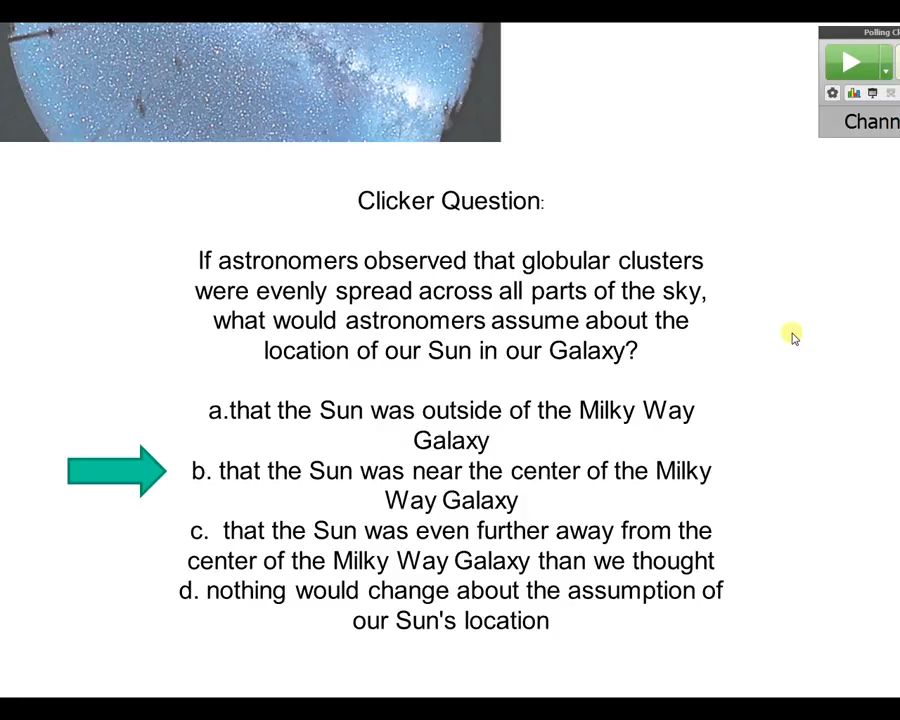 Polling Cl
Chann
Clicker Question:
If astronomers observed that globular clusters
were evenly spread across all parts of the sky,
what would astronomers assume about the
location of our Sun in our Galaxy?
a.that the Sun was outside of the Milky Way
Galaxy
b. that the Sun was near the center of the Milky
Way Galaxy
c.  that the Sun was even further away from the
center of the Milky Way Galaxy than we thought
d. nothing would change about the assumption of
our Sun's location